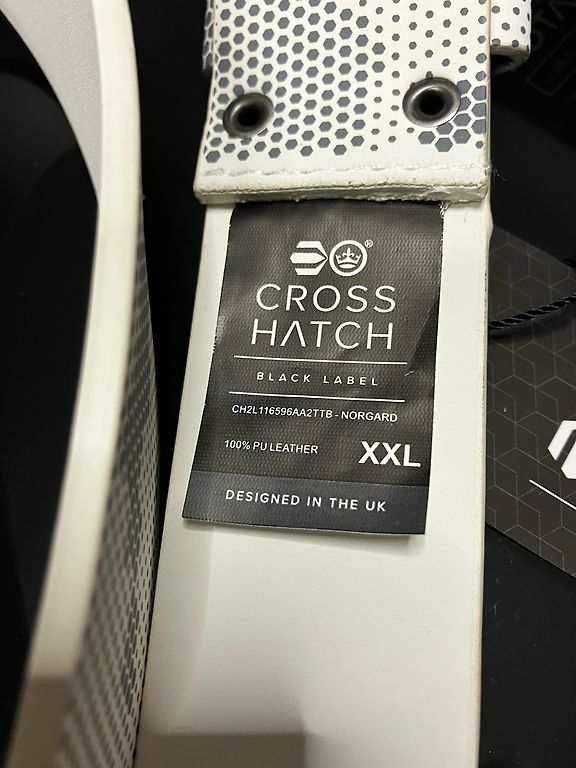 ®
CROSS
HATCH
BLACK LABEL
CH2L116596AA2TTB - NORGARD
100% PU LEATHER
XXL
DESIGNED IN THE UK